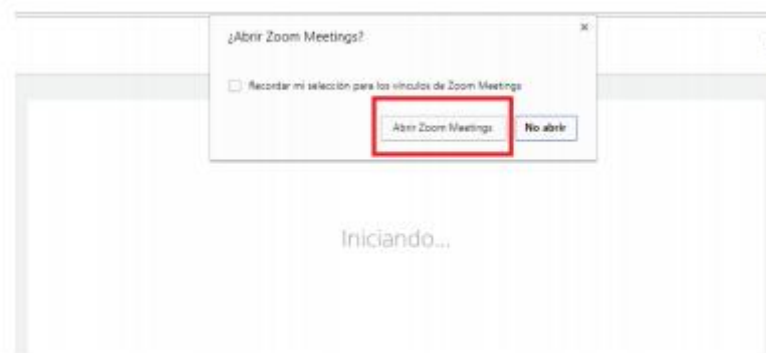 ¿Abrir Zoom Meetings?
Recordar mi selección para los vínculos de Zoom Meetings
Abrir Zoom Meetings No abrir
Iniciando...